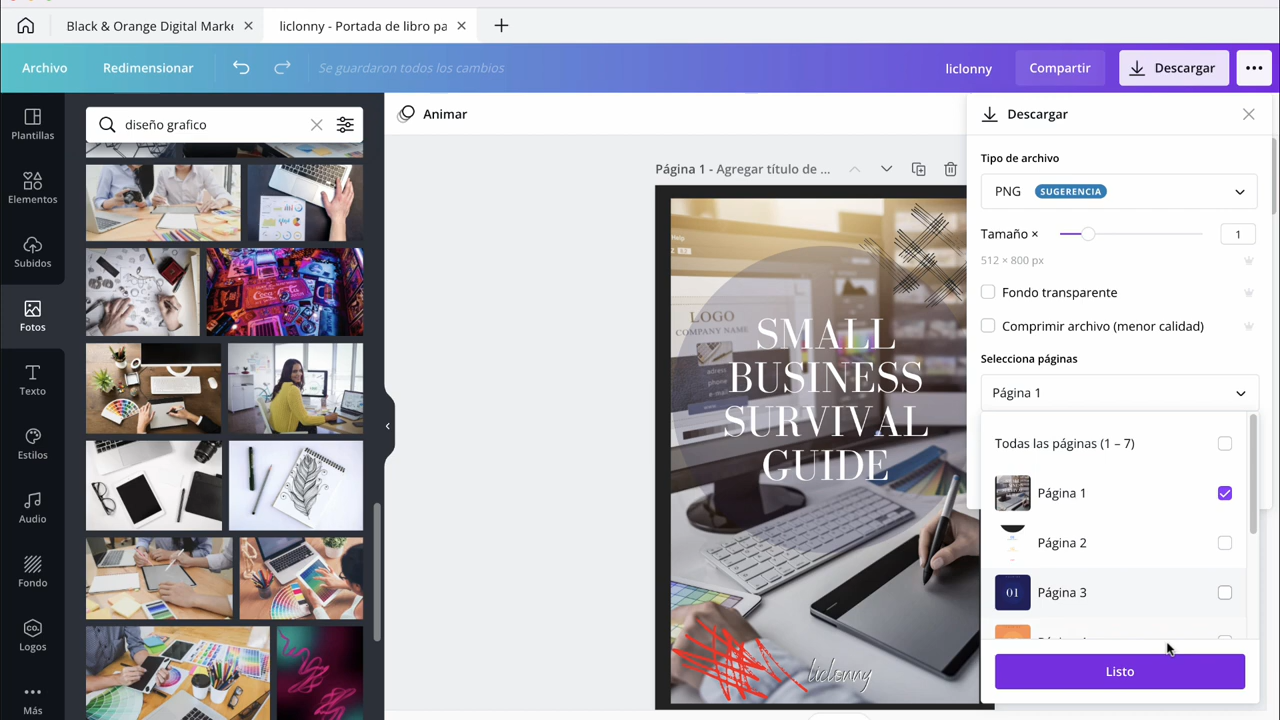 Black & Orange Digital Marke
liclonny - Portada de libro pa
Archivo
Redimensionar
Se guardaron todos los cambios
liclonny
Compartir
Descargar
Plantillas
Elementos
Subidos
Fotos
Texto
Estilos
Audio
Fondo
Logos
Más
diseño grafico
Animar
Página 1 - Agregar título de ...
LOGO
COMPANY NAME
adress
phone
e-mail
SMALL
BUSINESS
SURVIVAL
GUIDE
liclonny
Descargar
Tipo de archivo
PNG SUGERENCIA
Tamaño × 1
512 × 800 px
Fondo transparente
Comprimir archivo (menor calidad)
Selecciona páginas
Página 1
Todas las páginas (1 – 7)
Página 1
Página 2
01 Página 3
Listo